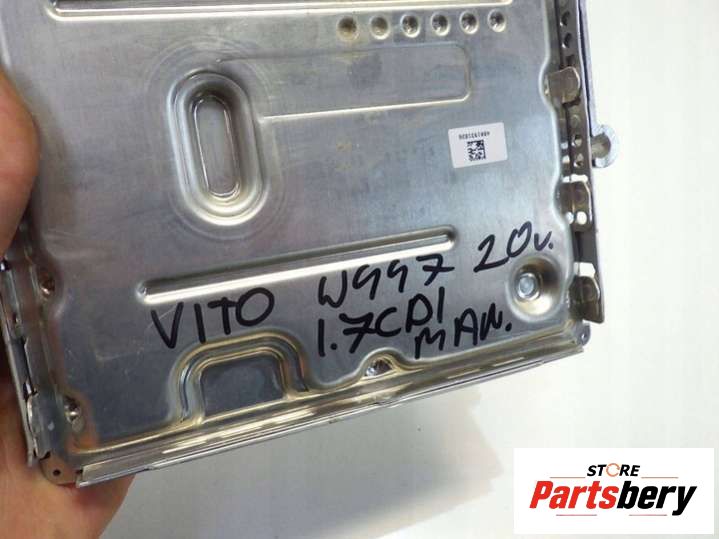 VITO W447 20v.
1.7CDI
MAN.
STORE
Partsbery